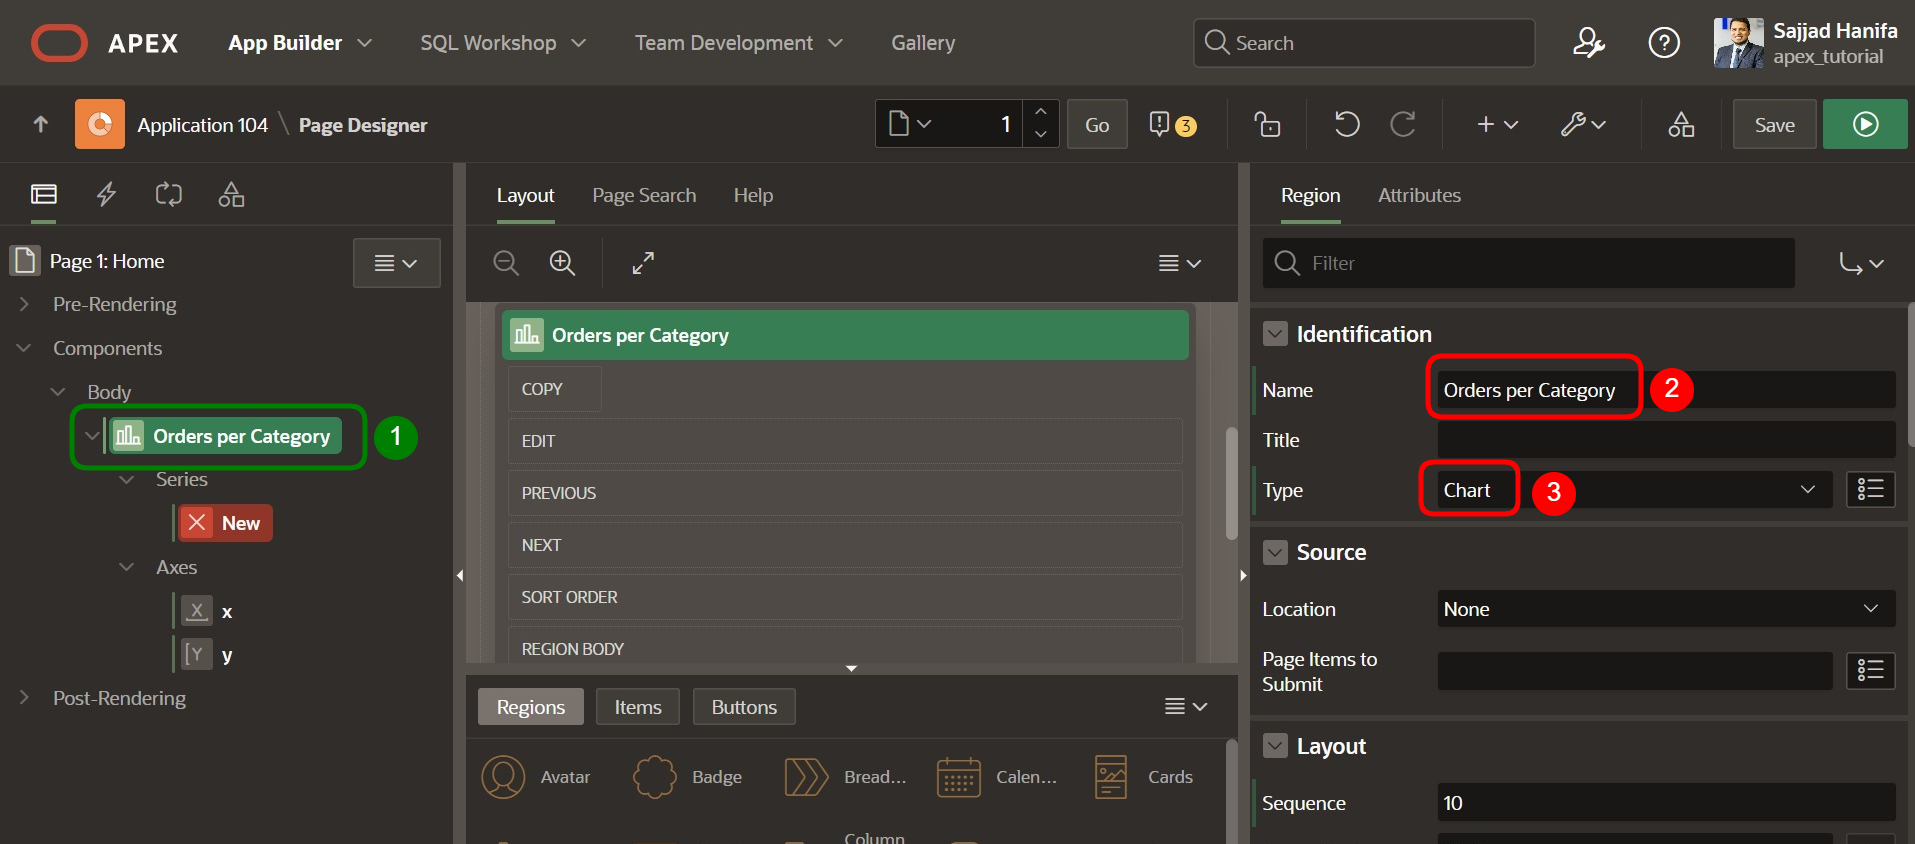 APEX App Builder SQL Workshop Team Development Gallery Search Sajjad Hanifa
apex_tutorial
Application 104 \ Page Designer 1 Go 3 Save
Layout Page Search Help
Region Attributes
Page 1: Home
Filter
Pre-Rendering
Components
Body
Orders per Category 1
Series
New
Axes
X x
Y y
Post-Rendering
Orders per Category
COPY
EDIT
PREVIOUS
NEXT
SORT ORDER
REGION BODY
Regions Items Buttons
Avatar Badge Bread... Calen... Cards
Column
Identification
Name Orders per Category 2
Title
Type Chart 3
Source
Location None
Page Items to
Submit
Layout
Sequence 10